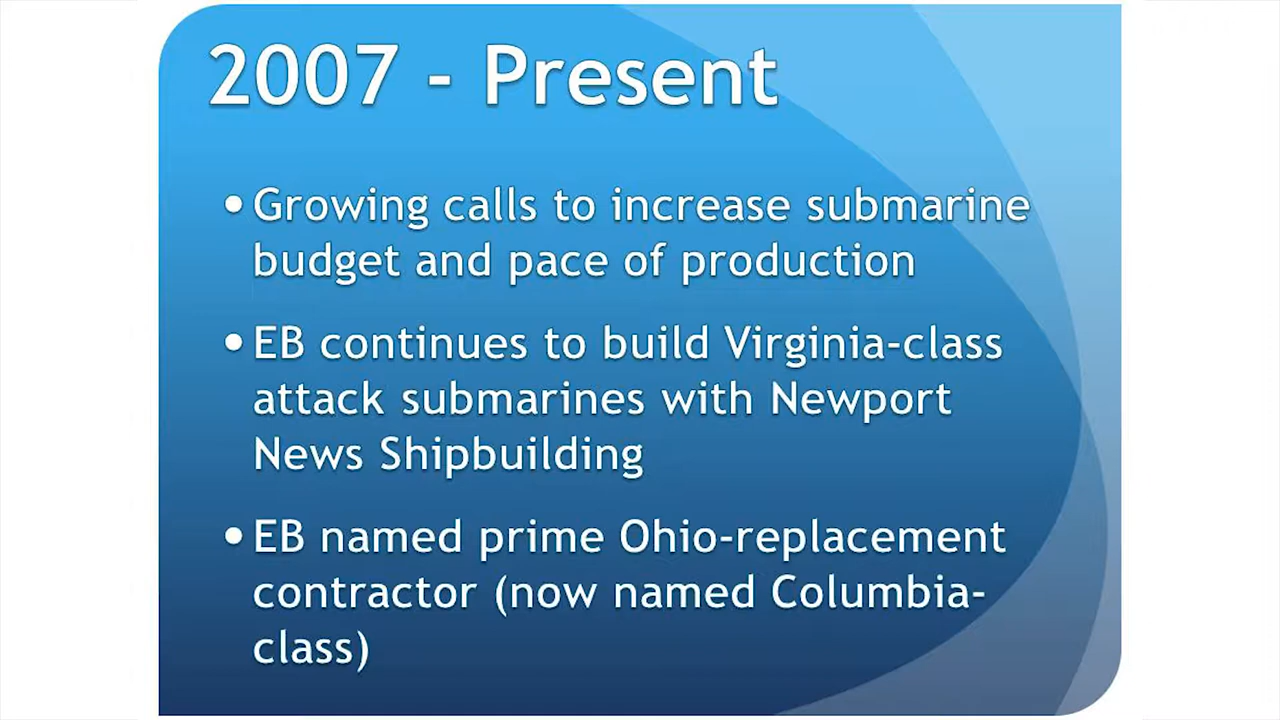 2007 - Present
• Growing calls to increase submarine
budget and pace of production
• EB continues to build Virginia-class
attack submarines with Newport
News Shipbuilding
• EB named prime Ohio-replacement
contractor (now named Columbia-
class)